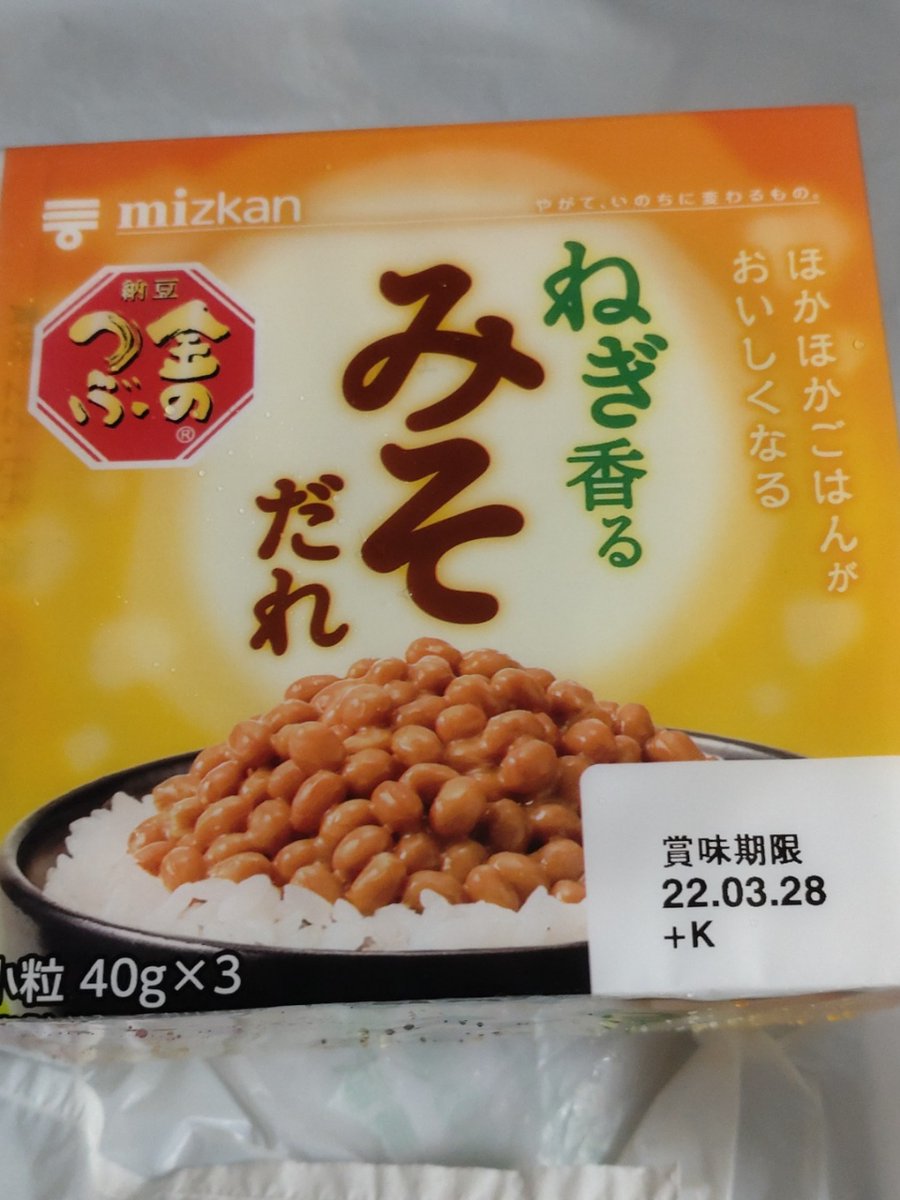 mizkan
やがて、いのちに変わるもの。
ほかほかごはんが
おいしくなる
ねぎ香る
みそ
だれ
納豆
金の
つぶ®
小粒 40g×3
賞味期限
22.03.28
+K